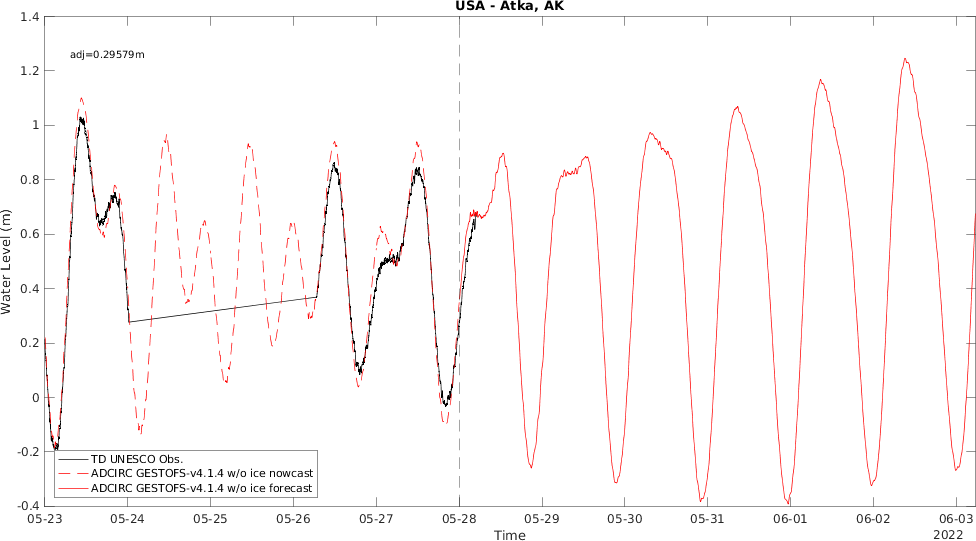 USA - Atka, AK
adj=0.29579m
Water Level (m)
1.4
1.2
1
0.8
0.6
0.4
0.2
0
-0.2
-0.4
TD UNESCO Obs.
ADCIRC GESTOFS-v4.1.4 w/o ice nowcast
ADCIRC GESTOFS-v4.1.4 w/o ice forecast
05-23 05-24 05-25 05-26 05-27 05-28 05-29 05-30 05-31 06-01 06-02 06-03
Time
2022